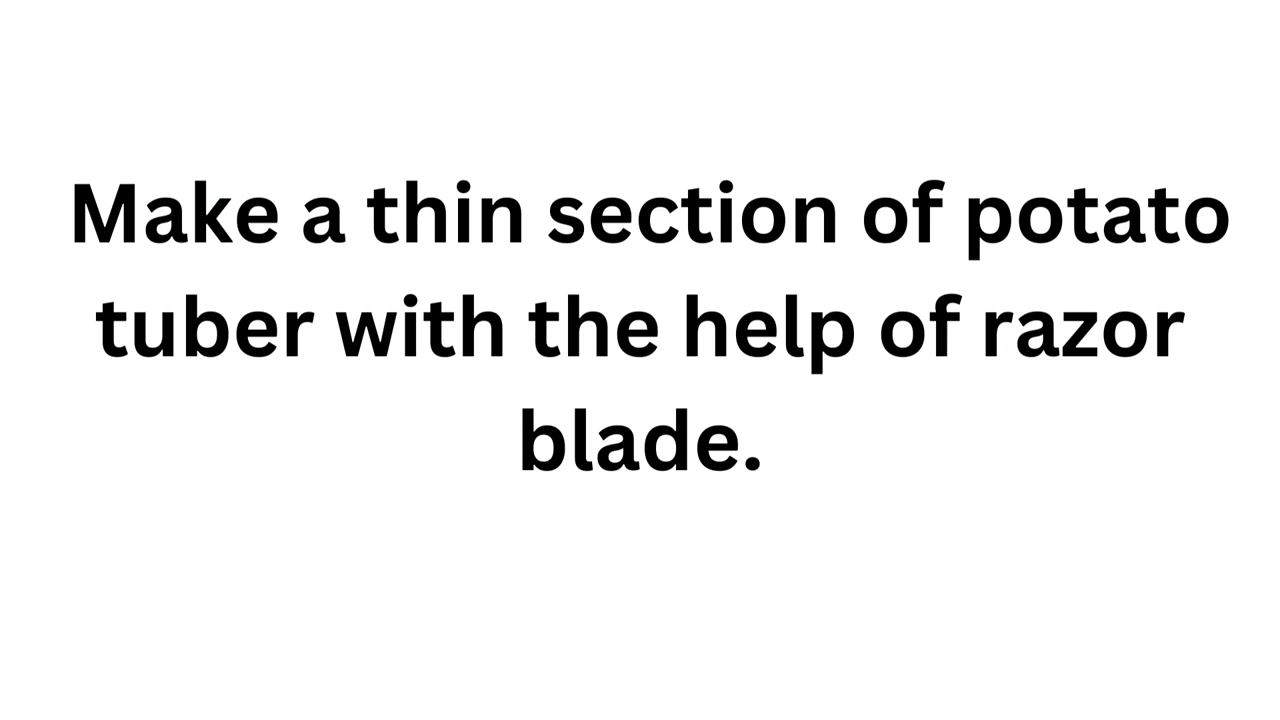 Make a thin section of potato
tuber with the help of razor
blade.